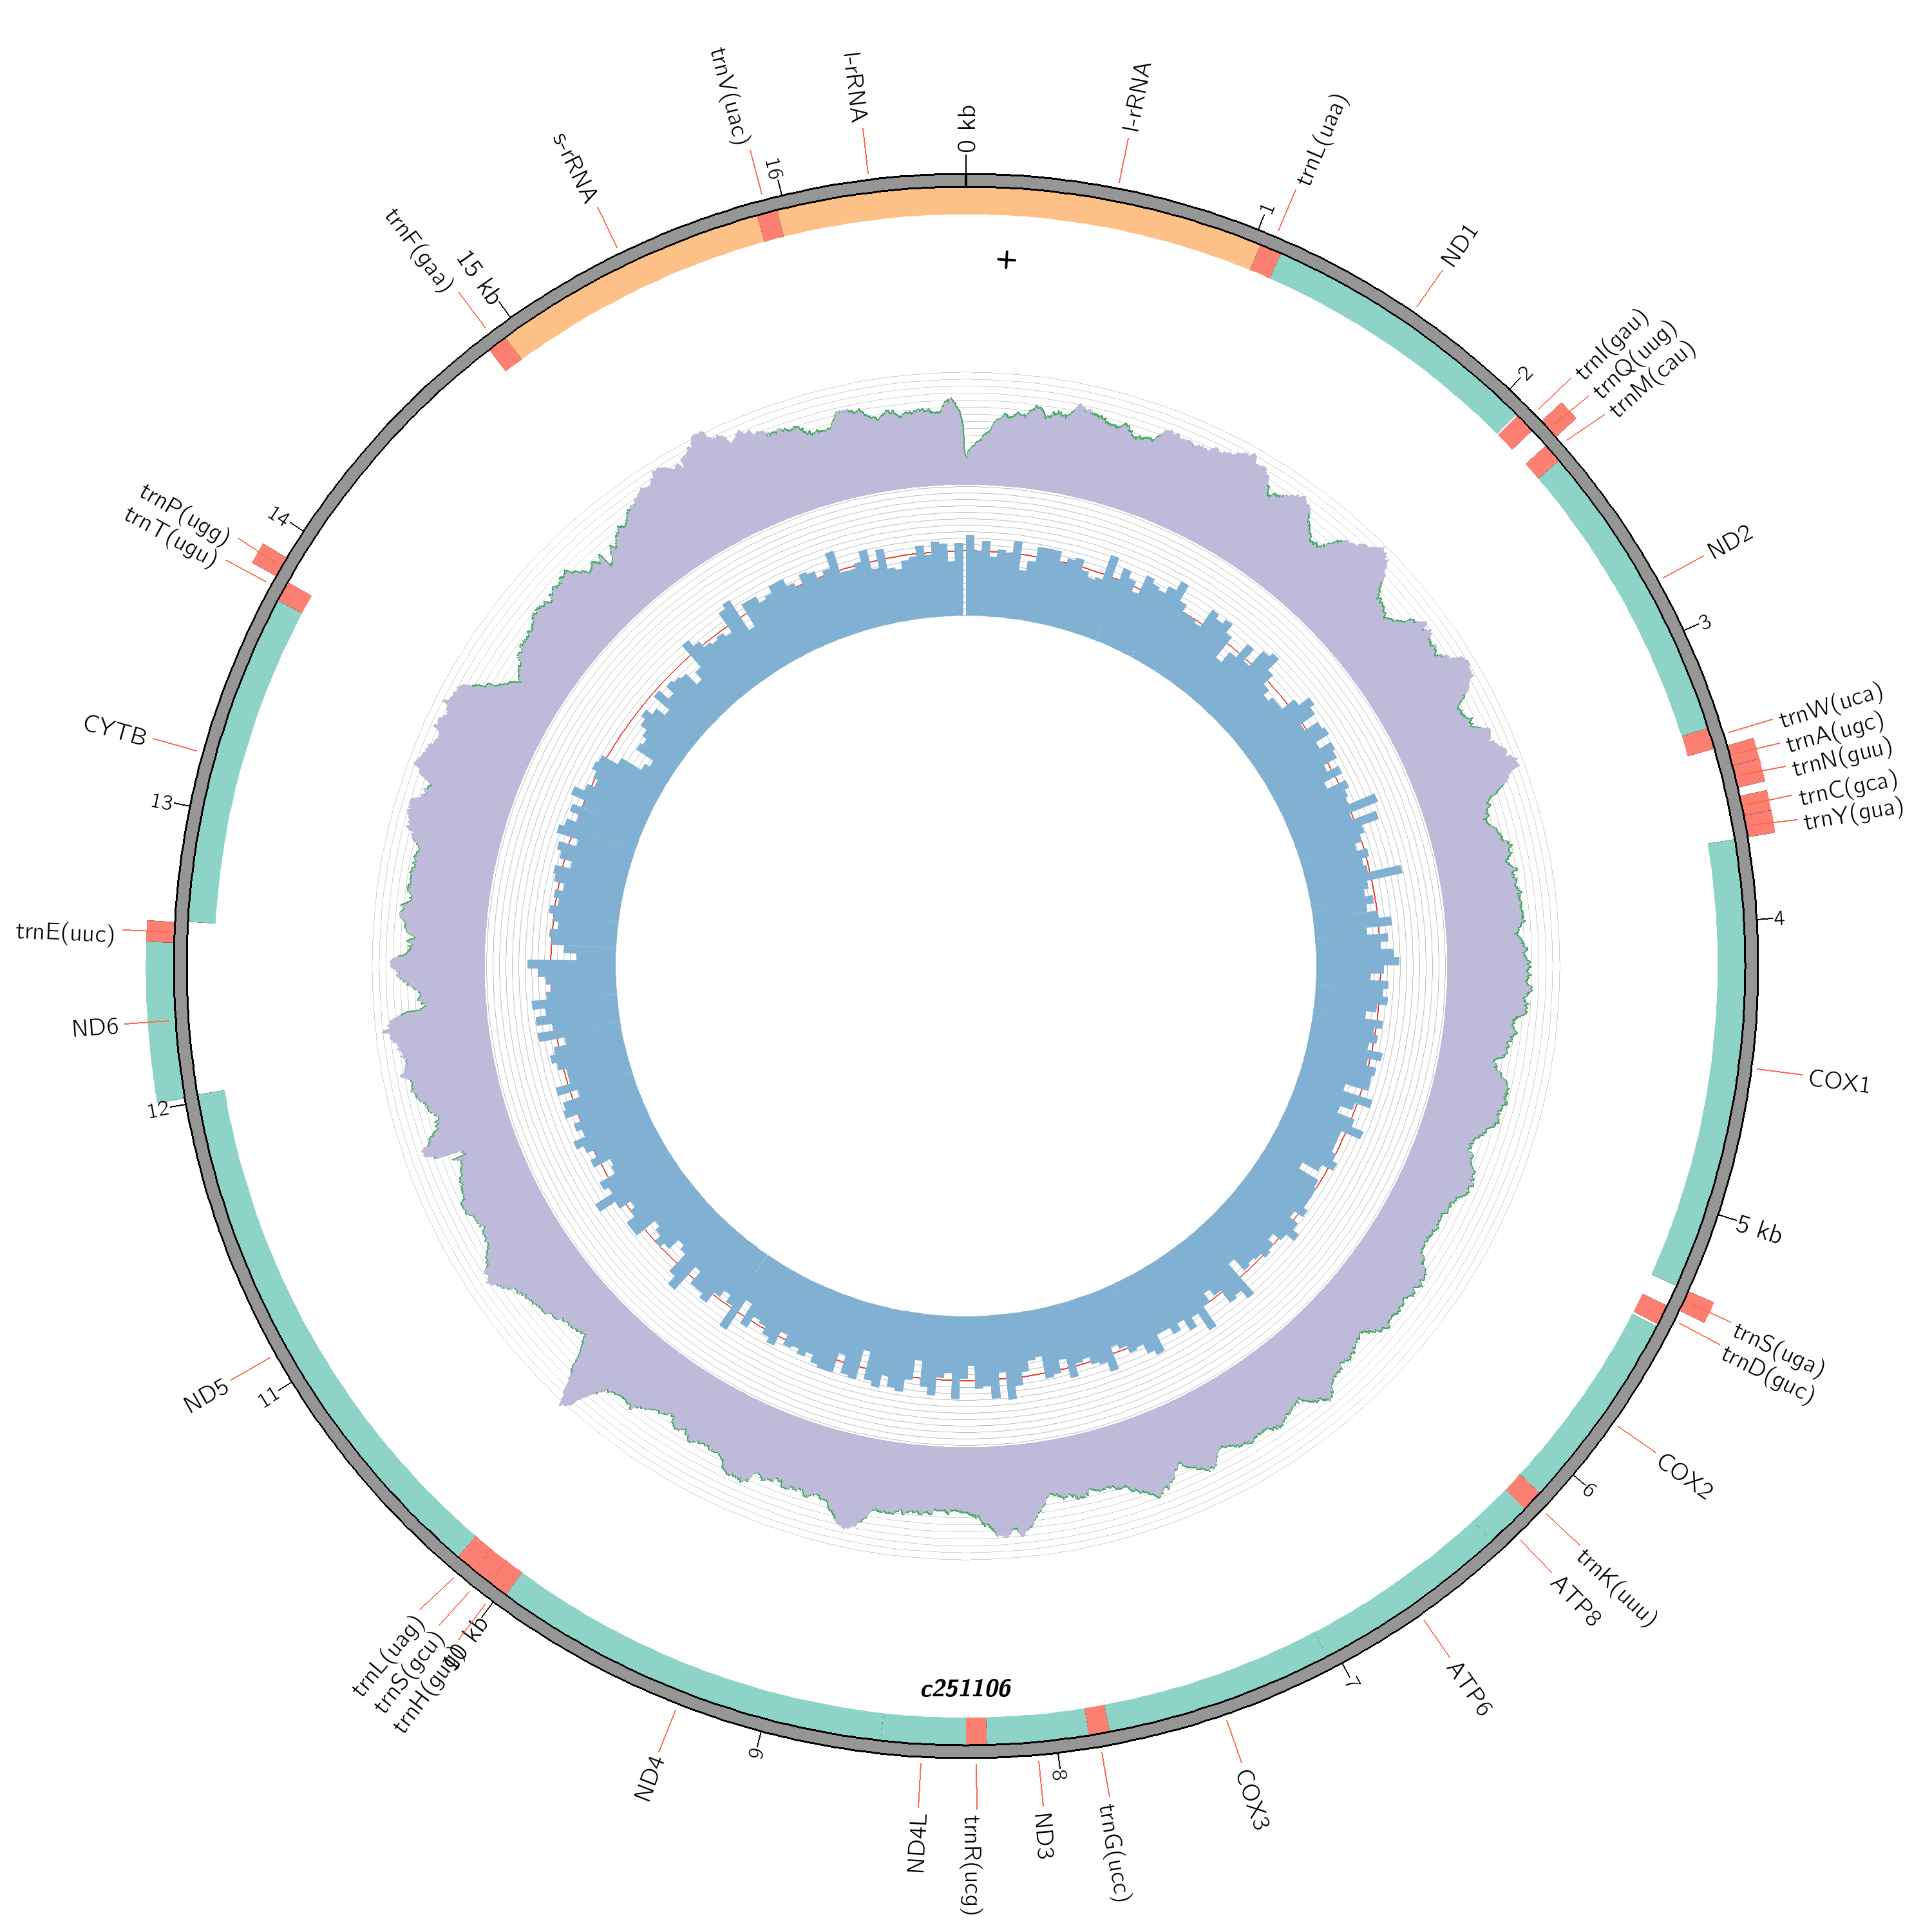 0 kb
l-rRNA
1
trnL(uaa)
ND1
2
trnI(gau)
trnQ(uug)
trnM(cau)
ND2
3
trnW(uca)
trnA(ugc)
trnN(guu)
trnC(gca)
trnY(gua)
4
COX1
5 kb
trnS(uga)
trnD(guc)
COX2
6
trnK(uuu)
ATP8
ATP6
7
COX3
trnG(ucc)
8
ND3
trnR(ucg)
ND4L
9
ND4
10 kb
trnH(gug)
trnS(gcu)
trnL(uag)
11
ND5
12
ND6
trnE(uuc)
13
CYTB
trnT(ugu)
trnP(ugg)
14
trnF(gaa)
15 kb
s-rRNA
trnV(uac)
16
l-rRNA
+
c251106